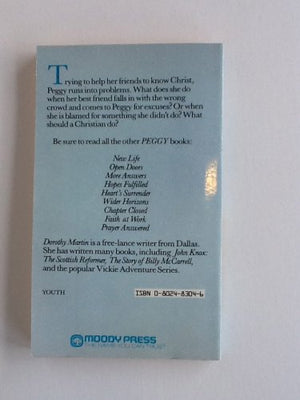 Trying to help her friends to know Christ,
Peggy runs into problems. What does she do
when her best friend falls in with the wrong
crowd and comes to Peggy for excuses? Or when
she is blamed for something she didn't do? What
should a Christian do?
Be sure to read all the other PEGGY books:
New Life
Open Doors
More Answers
Hopes Fulfilled
Heart's Surrender
Wider Horizons
Chapter Closed
Faith at Work
Prayer Answered
Dorothy Martin is a free-lance writer from Dallas.
She has written many books, including John Knox:
The Scottish Reformer, The Story of Billy McCarrell,
and the popular Vickie Adventure Series.
YOUTH
ISBN 0-8024-8304-6
MOODY PRESS
THE NAME YOU CAN TRUST